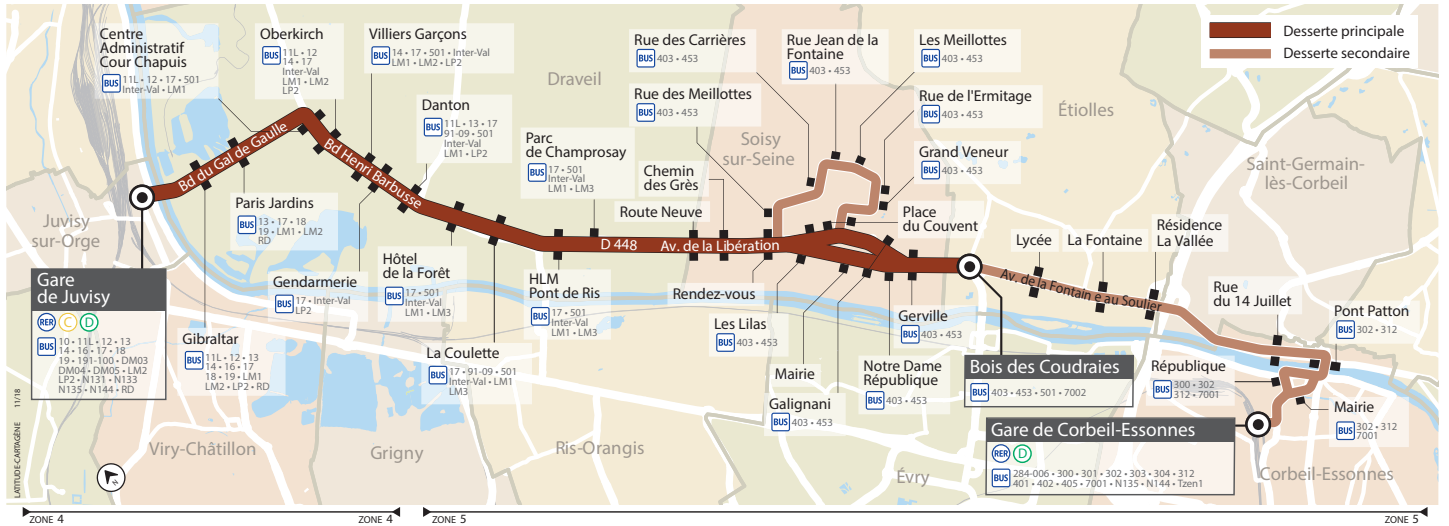 Centre
Administratif
Cour Chapuis
BUS 11L • 12 • 17 • 501
Inter-Val • LM1
Oberkirch
BUS 11L • 12
14 • 17
Inter-Val
LM1 • LM2
LP2
Villiers Garçons
BUS 14 • 17 • 501 • Inter-Val
LM1 • LM2 • LP2
Danton
BUS 11L • 13 • 17
91-09 • 501
Inter-Val
LM1 • LP2
Draveil
Parc
de Champrosay
BUS 17 • 501
Inter-Val
LM1 • LM3
Rue des Carrières
BUS 403 • 453
Rue des Meillottes
BUS 403 • 453
Rue Jean de la
Fontaine
BUS 403 • 453
Les Meillottes
BUS 403 • 453
Rue de l'Ermitage
BUS 403 • 453
Grand Veneur
BUS 403 • 453
Desserte principale
Desserte secondaire
Étiolles
Soisy
sur-Seine
Saint-Germain-
lès-Corbeil
Chemin
des Grès
Route Neuve
Place
du Couvent
Lycée
La Fontaine
Résidence
La Vallée
Rue
du 14 Juillet
Pont Patton
BUS 302 • 312
Bd du Gal de Gaulle
Bd Henri Barbusse
D 448
Av. de la Libération
Av. de la Fontain e au Soulier
Juvisy
sur-Orge
Gare
de Juvisy
RER C D
BUS 10 • 11L • 12 • 13
14 • 16 • 17 • 18
19 • 191-100 • DM03
DM04 • DM05 • LM2
LP2 • N131 • N133
N135 • N144 • RD
Paris Jardins
BUS 13 • 17 • 18
19 • LM1 • LM2
RD
Gibraltar
BUS 11L • 12 • 13
14 • 16 • 17
18 • 19 • LM1
LM2 • LP2 • RD
Gendarmerie
BUS 17 • Inter-Val
LP2
Hôtel
de la Forêt
BUS 17 • 501
Inter-Val
LM1 • LM3
La Coulette
BUS 17 • 91-09 • 501
Inter-Val • LM1
LM3
HLM
Pont de Ris
BUS 17 • 501
Inter-Val
LM1 • LM3
Rendez-vous
Les Lilas
BUS 403 • 453
Mairie
Galignani
BUS 403 • 453
Notre Dame
République
BUS 403 • 453
Gerville
BUS 403 • 453
Bois des Coudraies
BUS 403 • 453 • 501 • 7002
République
BUS 300 • 302
312 • 7001
Mairie
BUS 302 • 312
7001
Gare de Corbeil-Essonnes
RER D
BUS 284-006 • 300 • 301 • 302 • 303 • 304 • 312
401 • 402 • 405 • 7001 • N135 • N144 • Tzen1
Viry-Châtillon
Grigny
Ris-Orangis
Évry
Corbeil-Essonnes
LATITUDE-CARTAGÈNE 11/18
N
ZONE 4
ZONE 4
ZONE 5
ZONE 5